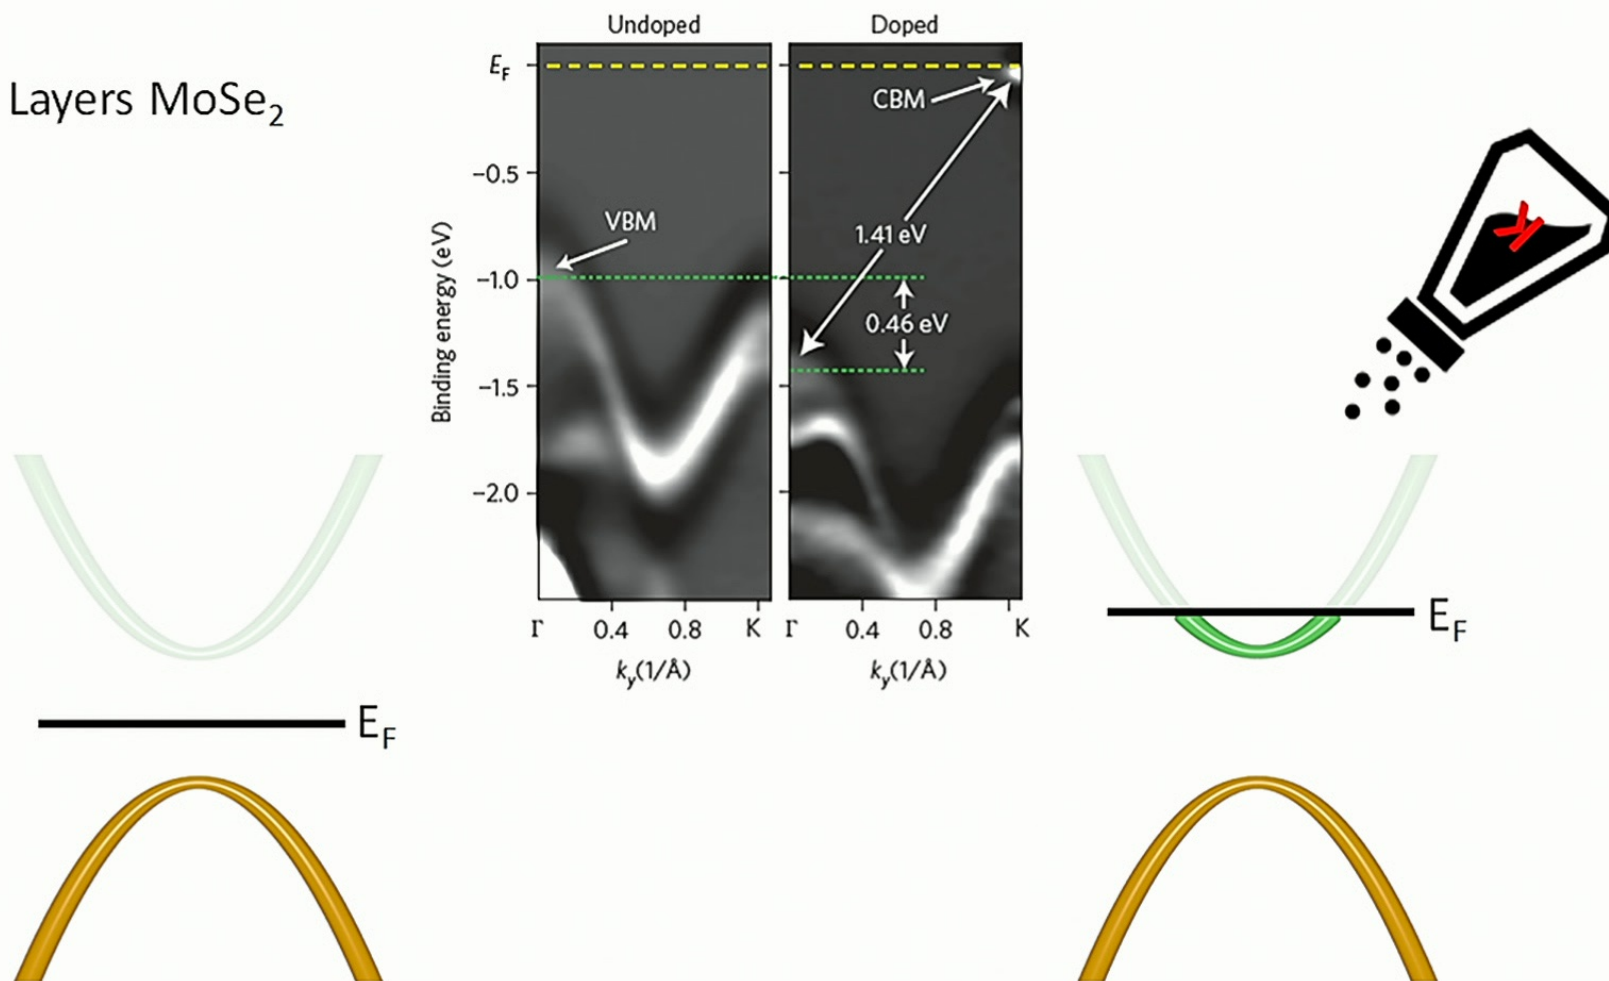 Layers MoSe₂
Undoped
Doped
E_F
CBM
−0.5
VBM
1.41 eV
−1.0
0.46 eV
−1.5
−2.0
Binding energy (eV)
Γ 0.4 0.8 K
Γ 0.4 0.8 K
k_y(1/Å)
k_y(1/Å)
K
E_F
E_F